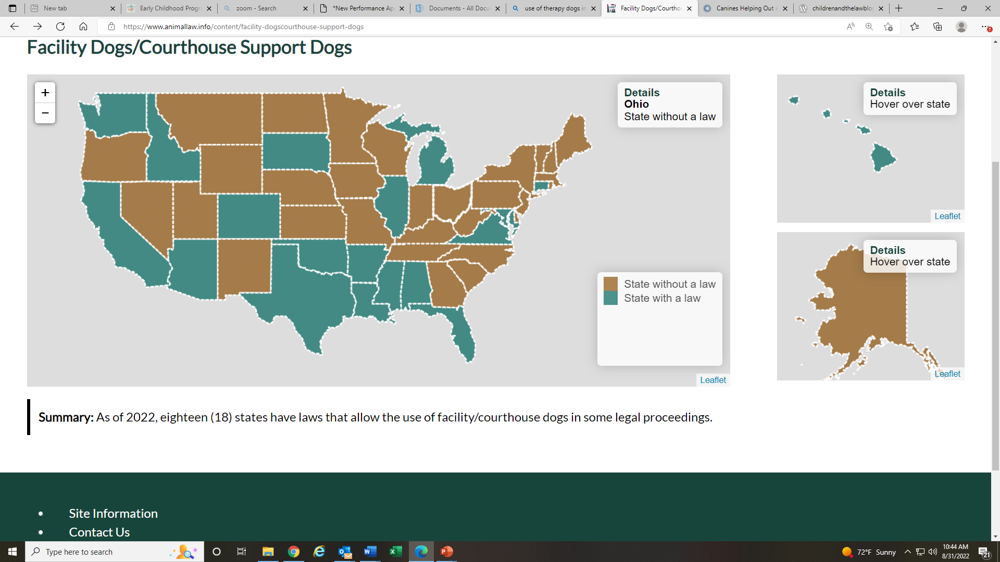 New tab
Early Childhood Progr
zoom - Search
*New Performance Ap
Documents - All Docu
use of therapy dogs in
Facility Dogs/Courthou
Canines Helping Out i
childrenandthelawblog
https://www.animallaw.info/content/facility-dogscourthouse-support-dogs
Facility Dogs/Courthouse Support Dogs
+
−
Details
Ohio
State without a law
State without a law
State with a law
Leaflet
Details
Hover over state
Leaflet
Details
Hover over state
Leaflet
Summary: As of 2022, eighteen (18) states have laws that allow the use of facility/courthouse dogs in some legal proceedings.
• Site Information
• Contact Us
Type here to search
72°F Sunny
10:44 AM
8/31/2022
21